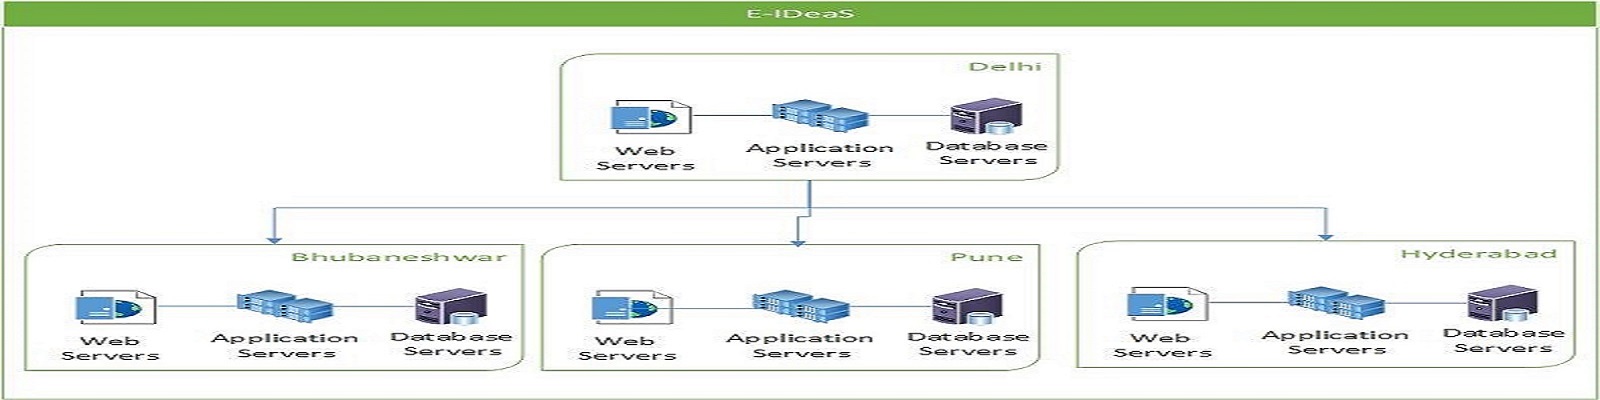 E-IDeaS
Delhi
Web
Servers
Application
Servers
Database
Servers
Bhubaneshwar
Web
Servers
Application
Servers
Database
Servers
Pune
Web
Servers
Application
Servers
Database
Servers
Hyderabad
Web
Servers
Application
Servers
Database
Servers